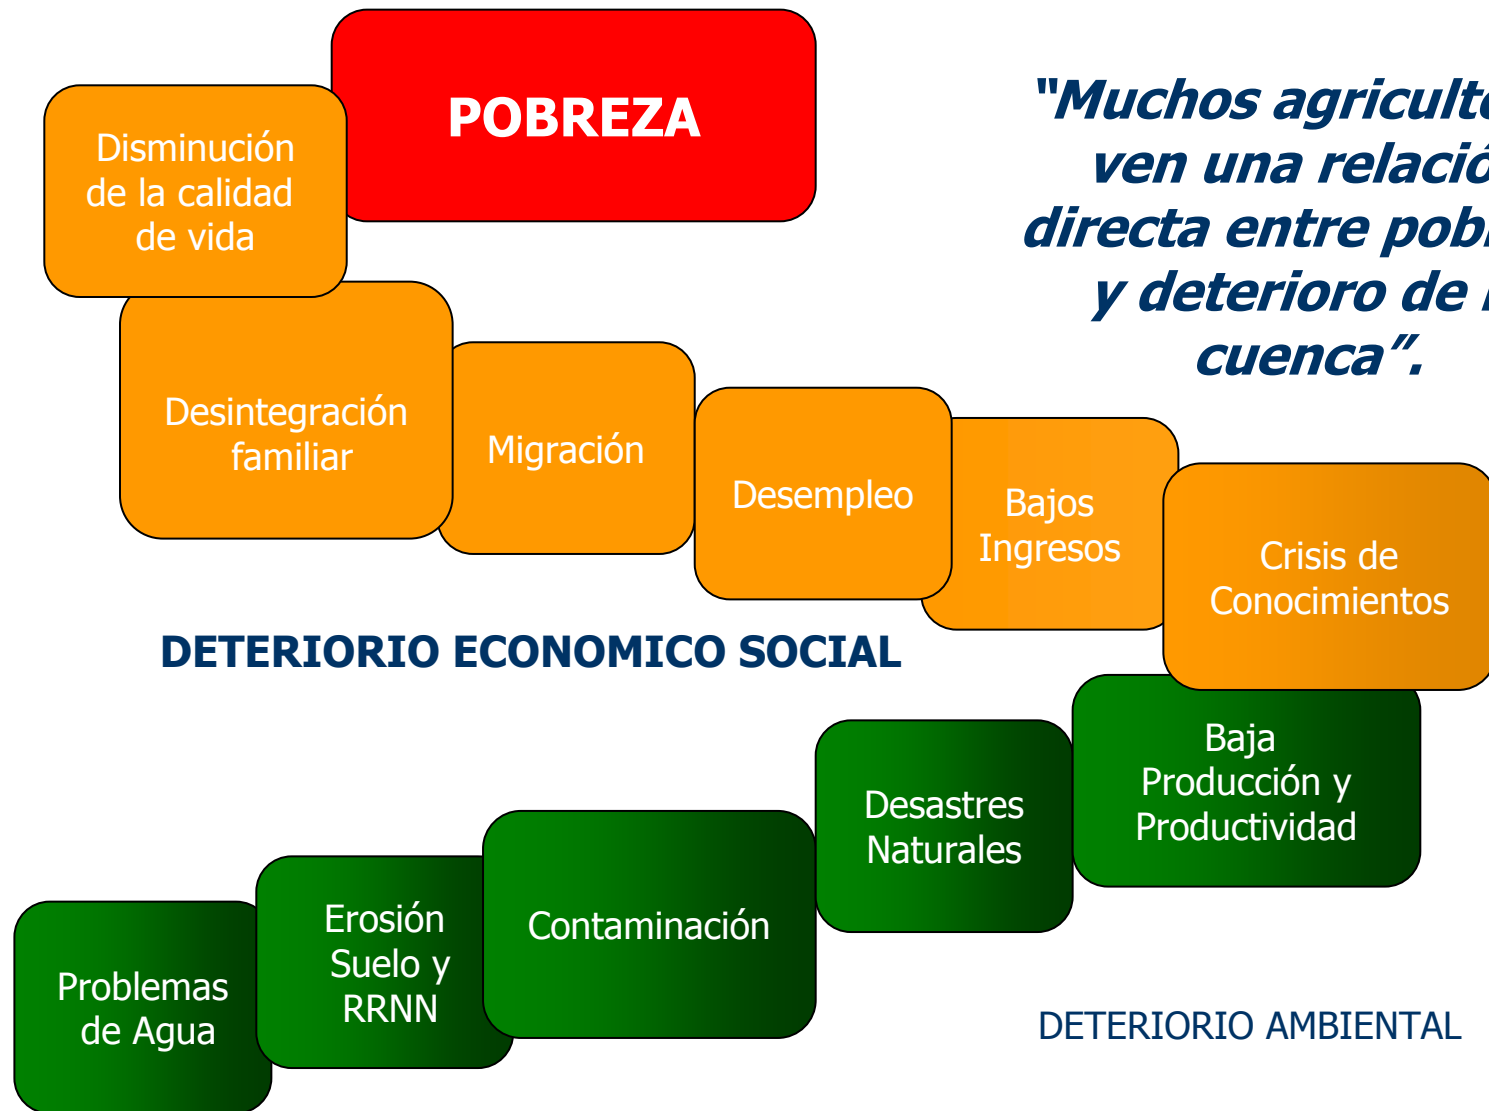 POBREZA
Disminución
de la calidad
de vida
“Muchos
ven una
directa entre
y deterioro de
cuenca”.
Desintegración
familiar
Migración
Desempleo
Bajos
Ingresos
Crisis de
Conocimientos
DETERIORIO ECONOMICO SOCIAL
Baja
Producción y
Productividad
Desastres
Naturales
Contaminación
Erosión
Suelo y
RRNN
Problemas
de Agua
DETERIORIO AMBIENTAL